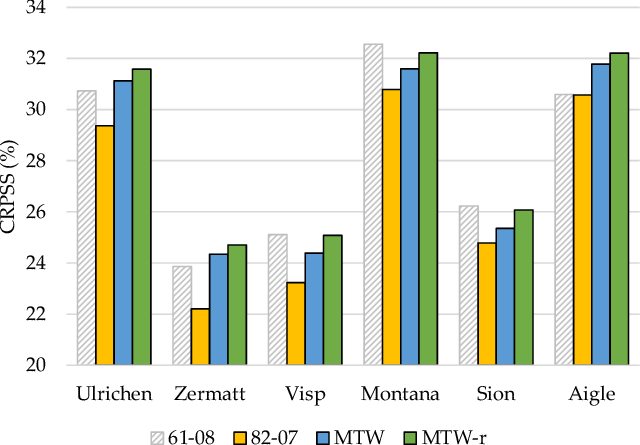 34
32
30
28
26
24
22
20
CRPSS (%)
Ulrichen Zermatt Visp Montana Sion Aigle
61-08 82-07 MTW MTW-r